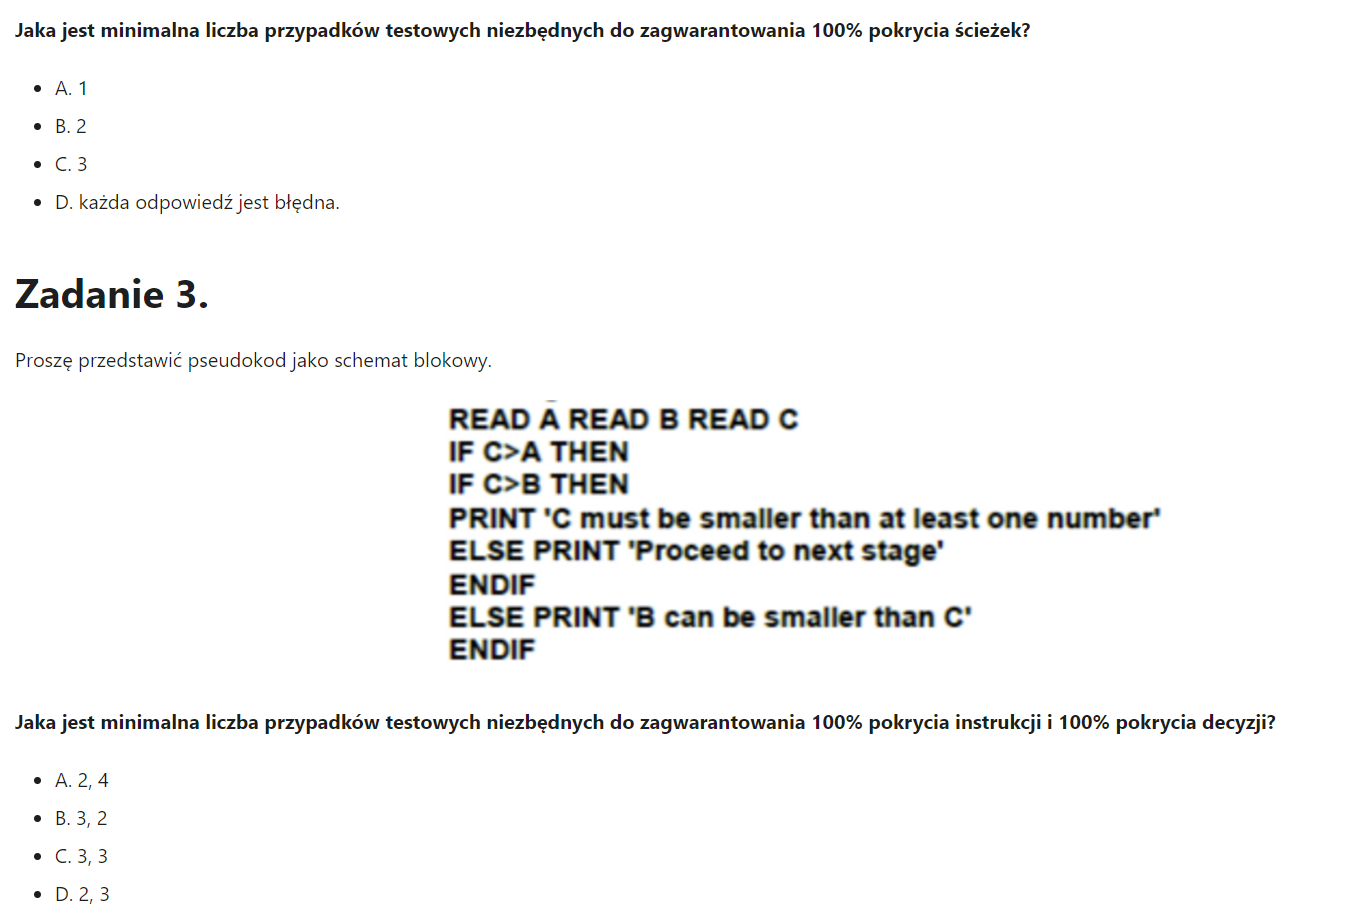 Jaka jest minimalna liczba przypadków testowych niezbędnych do zagwarantowania 100% pokrycia ścieżek?
• A. 1
• B. 2
• C. 3
• D. każda odpowiedź jest błędna.
Zadanie 3.
Proszę przedstawić pseudokod jako schemat blokowy.
READ A READ B READ C
IF C>A THEN
IF C>B THEN
PRINT 'C must be smaller than at least one number'
ELSE PRINT 'Proceed to next stage'
ENDIF
ELSE PRINT 'B can be smaller than C'
ENDIF
Jaka jest minimalna liczba przypadków testowych niezbędnych do zagwarantowania 100% pokrycia instrukcji i 100% pokrycia decyzji?
• A. 2, 4
• B. 3, 2
• C. 3, 3
• D. 2, 3